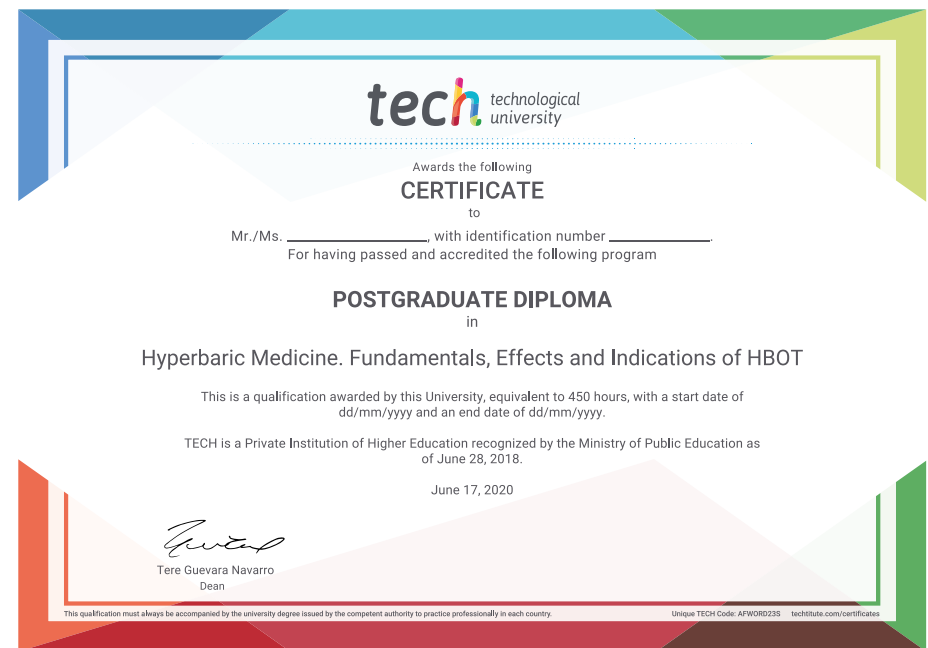 tech technological
university
Awards the following
CERTIFICATE
to
Mr./Ms. ____________________, with identification number ______________.
For having passed and accredited the following program
POSTGRADUATE DIPLOMA
in
Hyperbaric Medicine. Fundamentals, Effects and Indications of HBOT
This is a qualification awarded by this University, equivalent to 450 hours, with a start date of
dd/mm/yyyy and an end date of dd/mm/yyyy.
TECH is a Private Institution of Higher Education recognized by the Ministry of Public Education as
of June 28, 2018.
June 17, 2020
Tere Guevara Navarro
Dean
This qualification must always be accompanied by the university degree issued by the competent authority to practice professionally in each country. Unique TECH Code: AFWORD23S techtitute.com/certificates